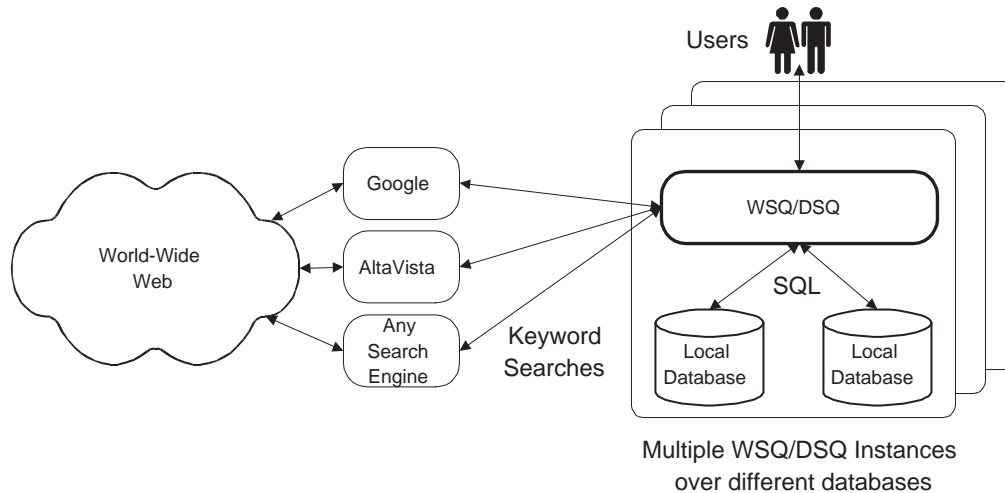 Users
Google
WSQ/DSQ
World-Wide
Web
AltaVista
SQL
Any
Search
Engine
Keyword
Searches
Local
Database
Local
Database
Multiple WSQ/DSQ Instances
over different databases